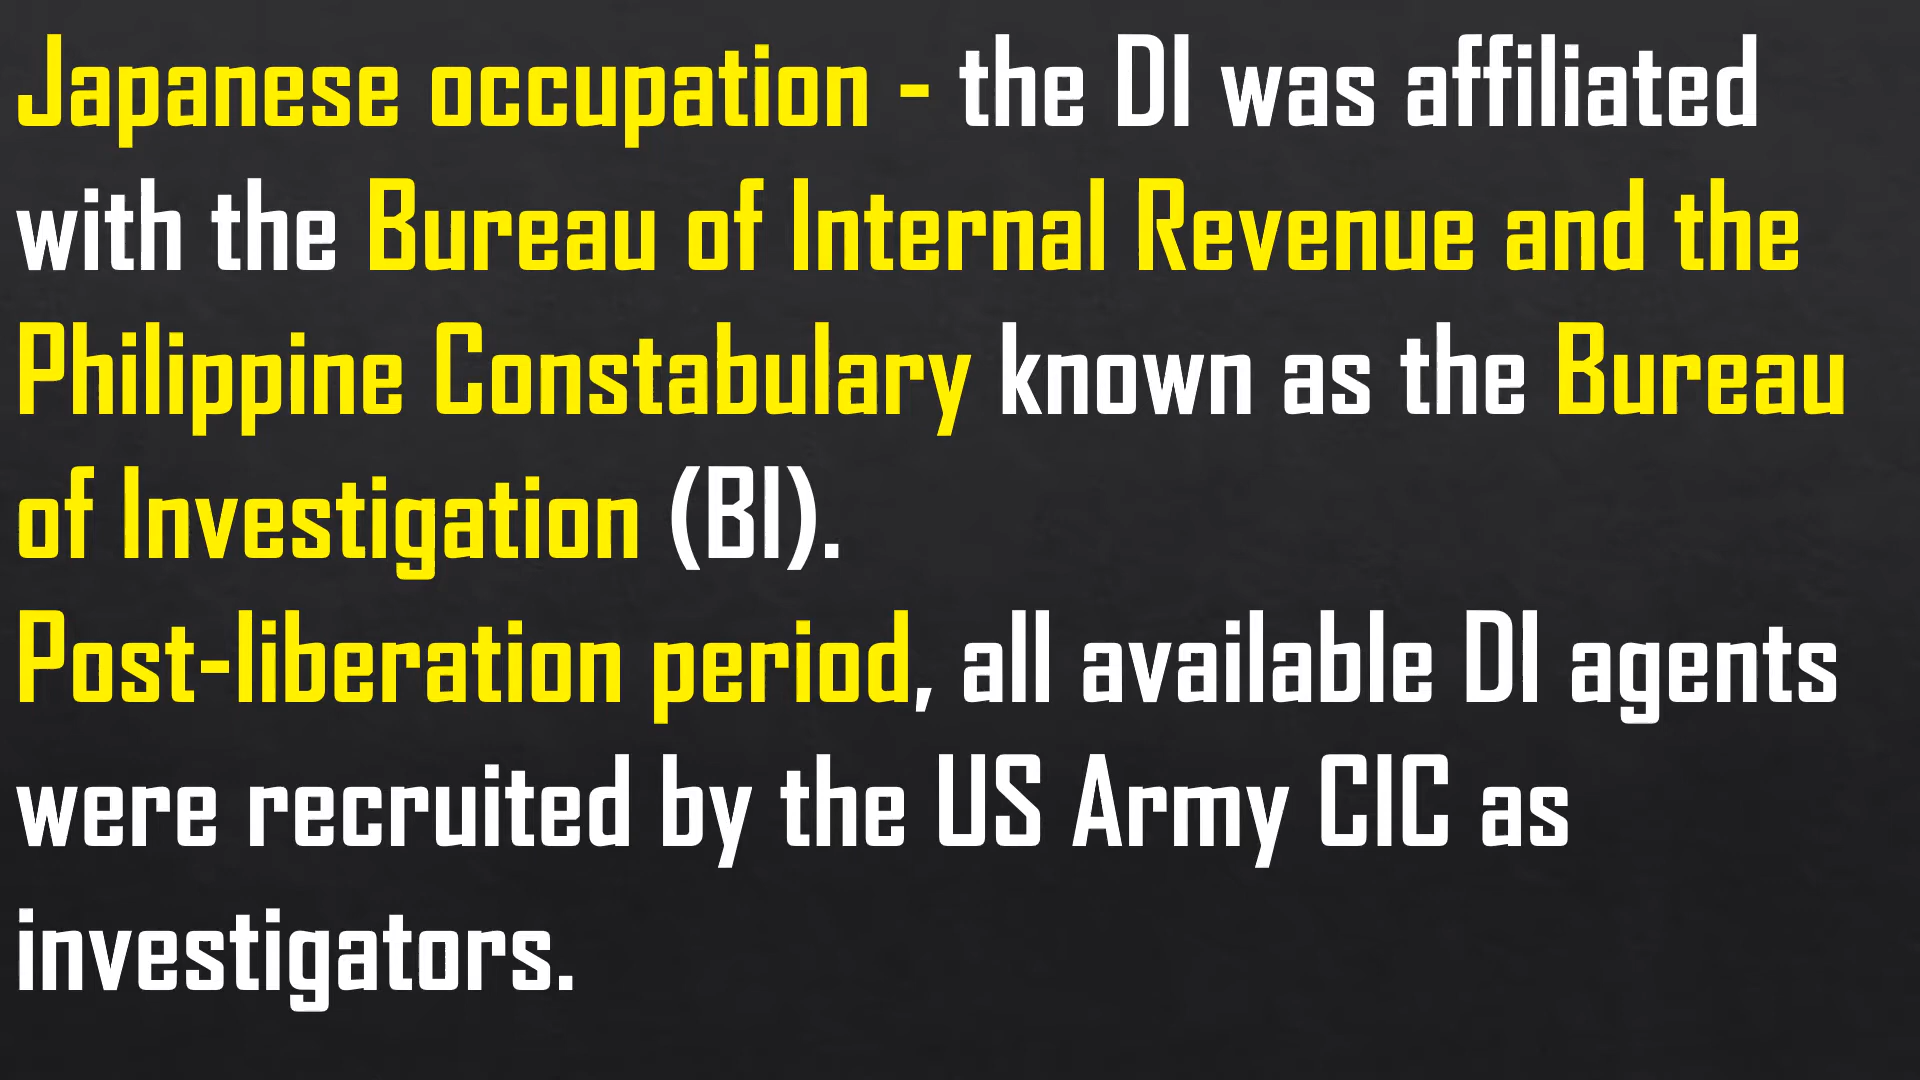 Japanese occupation - the DI was affiliated
with the Bureau of Internal Revenue and the
Philippine Constabulary known as the Bureau
of Investigation (BI).
Post-liberation period, all available DI agents
were recruited by the US Army CIC as
investigators.